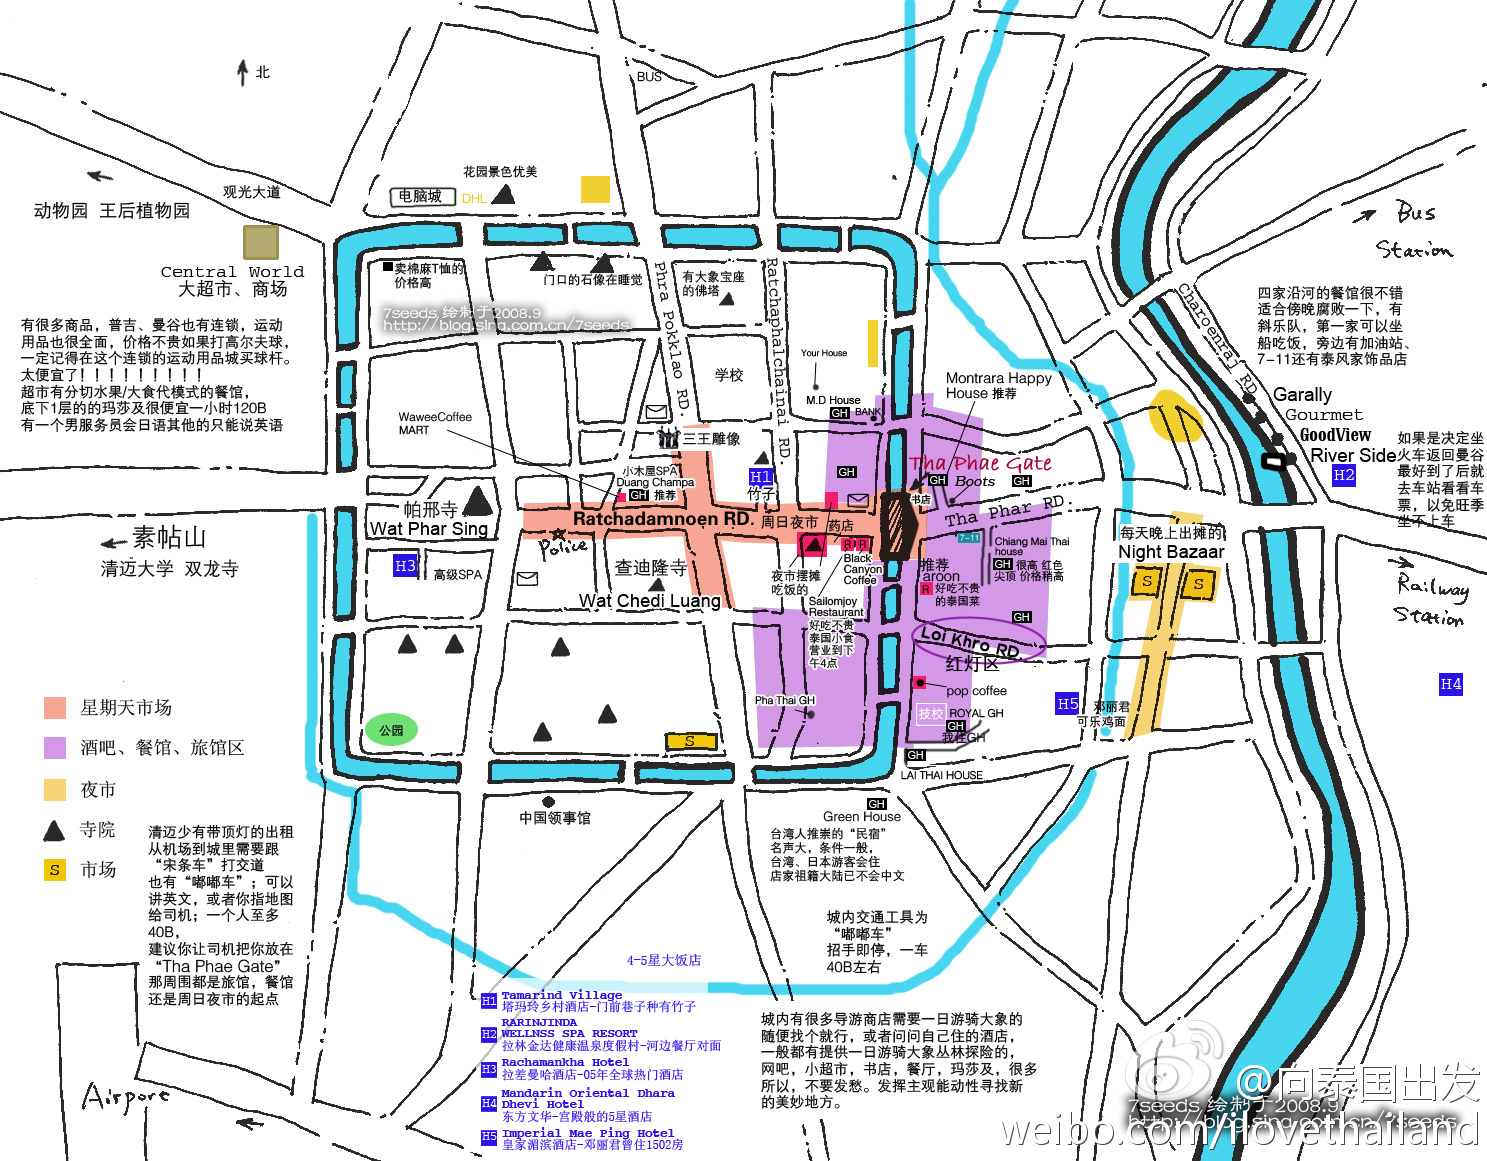 北
BUS
花园景色优美
电脑城
DHL
观光大道
动物园 王后植物园
Bus
Station
Central World
大超市、商场
卖棉麻T恤的
价格高
门口的石像在睡觉
有大象宝座
的佛塔
Phra Pokklao RD.
Ratchaphalchainai RD.
Charoenraj RD.
7seeds 绘制于2008.9
http://blog.sina.com.cn/7seeds
四家沿河的餐馆很不错
适合傍晚腐败一下，有
斜乐队，第一家可以坐
船吃饭，旁边有加油站、
7-11还有泰风家饰品店
有很多商品，普吉、曼谷也有连锁，运动
用品也很全面，价格不贵如果打高尔夫球，
一定记得在这个连锁的运动用品城买球杆。
太便宜了！！！！！！！！！
超市有分切水果/大食代模式的餐馆，
底下1层的的玛莎及很便宜一小时120B
有一个男服务员会日语其他的只能说英语
学校
Your House
M.D House
GH
BANK
Montrara Happy
House 推荐
Garally
Gourmet
GoodView
River Side
H2
如果是决定坐
火车返回曼谷
最好到了后就
去车站看看车
票，以免旺季
坐不上车
WaweeCoffee
MART
三王雕像
小木屋SPA
Duang Champa
GH 推荐
H1
竹子
GH
Tha Phae Gate
GH
Boots
GH
书店
Tha Phar RD.
帕邢寺
Wat Phar Sing
Ratchadamnoen RD.
周日夜市
药店
Police
素帖山
清迈大学 双龙寺
H3
高级SPA
查迪隆寺
Wat Chedi Luang
夜市摆摊
吃饭的
R
R
Black
Canyon
Coffee
推荐
aroon
R
好吃不贵
的泰国菜
7-11
Chiang Mai Thai
house
GH 很高 红色
尖顶 价格稍高
每天晚上出摊的
Night Bazaar
S
S
Railway
Station
Sailomjoy
Restaurant
好吃不贵
泰国小食
营业到下
午4点
GH
Loi Khro RD.
红灯区
pop coffee
技校
ROYAL GH
GH
我住GH
GH
LAI THAI HOUSE
H5
邓丽君
可乐鸡面
H4
Pha Thai GH
公园
S
星期天市场
酒吧、餐馆、旅馆区
夜市
寺院
S
市场
中国领事馆
GH
Green House
台湾人推崇的“民宿”
名声大，条件一般，
台湾、日本游客会住
店家祖籍大陆已不会中文
清迈少有带顶灯的出租
从机场到城里需要跟
“宋条车”打交道
也有“嘟嘟车”；可以
讲英文，或者你指地图
给司机；一个人至多
40B，
建议你让司机把你放在
“Tha Phae Gate”
那周围都是旅馆，餐馆
还是周日夜市的起点
城内交通工具为
“嘟嘟车”
招手即停，一车
40B左右
4-5星大饭店
H1 Tamarind Village
塔玛玲乡村酒店-门前巷子种有竹子
H2 RARINJINDA
WELLNSS SPA RESORT
拉林金达健康温泉度假村-河边餐厅对面
H3 Rachamankha Hotel
拉差曼哈酒店-05年全球热门酒店
H4 Mandarin Oriental Dhara
Dhevi Hotel
东方文华-宫殿般的5星酒店
H5 Imperial Mae Ping Hotel
皇家湄滨酒店-邓丽君曾住1502房
城内有很多导游商店需要一日游骑大象的
随便找个就行，或者问问自己住的酒店，
一般都有提供一日游骑大象丛林探险的，
网吧，小超市，书店，餐厅，玛莎及，很多
所以，不要发愁。发挥主观能动性寻找新
的美妙地方。
Airport
@向泰国出发
7seeds 绘制于2008.9
http://blog.sina.com.cn/7seeds
weibo.com/ilovethailand